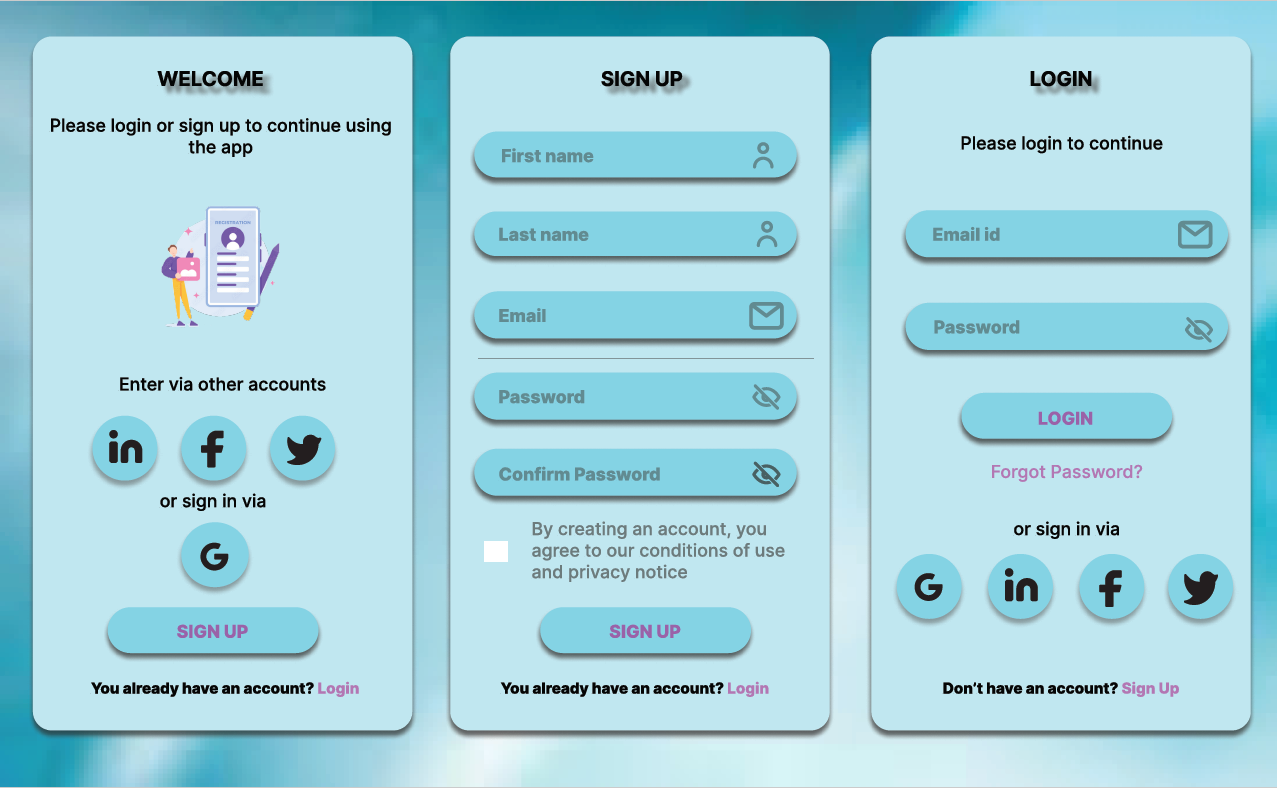 WELCOME
Please login or sign up to continue using
the app
REGISTRATION
Enter via other accounts
in
f
or sign in via
G
SIGN UP
You already have an account? Login
SIGN UP
First name
Last name
Email
Password
Confirm Password
By creating an account, you
agree to our conditions of use
and privacy notice
SIGN UP
You already have an account? Login
LOGIN
Please login to continue
Email id
Password
LOGIN
Forgot Password?
or sign in via
G
in
f
Don't have an account? Sign Up